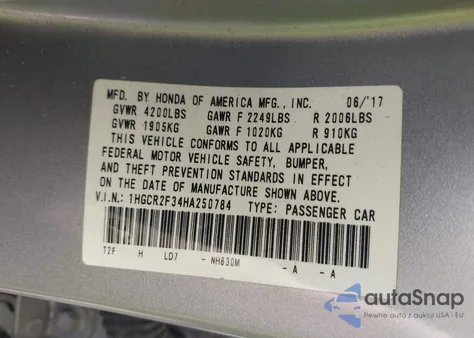 MFD. BY HONDA OF AMERICA MFG., INC. 06/'17
GVWR 4200LBS GAWR F 2249LBS R 2006LBS
GVWR 1905KG GAWR F 1020KG R 910KG
THIS VEHICLE CONFORMS TO ALL APPLICABLE
FEDERAL MOTOR VEHICLE SAFETY, BUMPER,
AND THEFT PREVENTION STANDARDS IN EFFECT
ON THE DATE OF MANUFACTURE SHOWN ABOVE.
V.I.N.: 1HGCR2F34HA250784 TYPE: PASSENGER CAR
T2F H LD7 - NH830M - A - A
autoSnap
Pewne auta z aukcji USA i EU